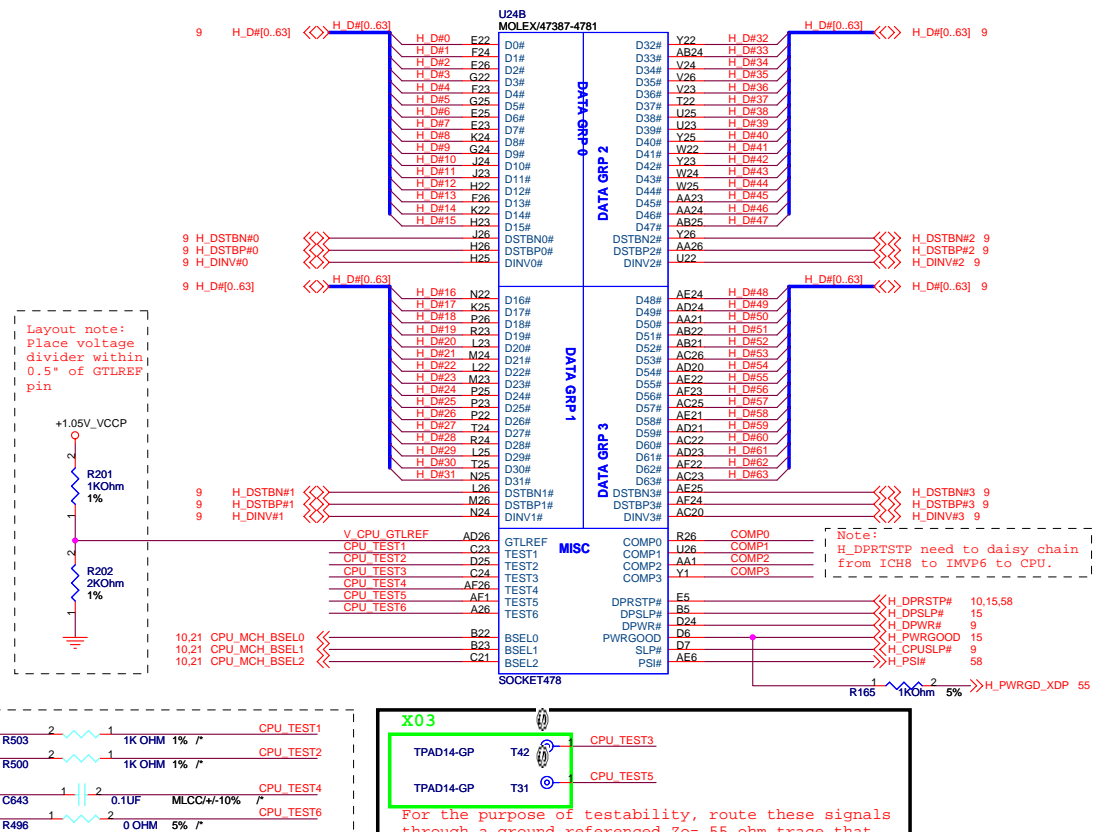 U24B
MOLEX/47387-4781
9 H_D#[0..63] H_D#[0..63]
H_D#[0..63] H_D#[0..63] 9
H_D#0 E22 D0# D32# Y22 H_D#32
H_D#1 F24 D1# D33# AB24 H_D#33
H_D#2 E26 D2# D34# V24 H_D#34
H_D#3 G22 D3# D35# V26 H_D#35
H_D#4 F23 D4# D36# V23 H_D#36
H_D#5 G25 D5# D37# T22 H_D#37
H_D#6 E25 D6# D38# U25 H_D#38
H_D#7 E23 D7# D39# U23 H_D#39
H_D#8 K24 D8# D40# Y25 H_D#40
H_D#9 G24 D9# D41# W22 H_D#41
H_D#10 J24 D10# D42# Y23 H_D#42
H_D#11 J23 D11# D43# W24 H_D#43
H_D#12 H22 D12# D44# W25 H_D#44
H_D#13 F26 D13# D45# AA23 H_D#45
H_D#14 K22 D14# D46# AA24 H_D#46
H_D#15 H23 D15# D47# AB25 H_D#47
DATA GRP 0
DATA GRP 2
9 H_DSTBN#0 J26 DSTBN0# DSTBN2# Y26 H_DSTBN#2 9
9 H_DSTBP#0 H26 DSTBP0# DSTBP2# AA26 H_DSTBP#2 9
9 H_DINV#0 H25 DINV0# DINV2# U22 H_DINV#2 9
9 H_D#[0..63] H_D#[0..63]
H_D#[0..63] H_D#[0..63] 9
H_D#16 N22 D16# D48# AE24 H_D#48
H_D#17 K25 D17# D49# AD24 H_D#49
H_D#18 P26 D18# D50# AA21 H_D#50
H_D#19 R23 D19# D51# AB22 H_D#51
H_D#20 L23 D20# D52# AB21 H_D#52
H_D#21 M24 D21# D53# AC26 H_D#53
H_D#22 L22 D22# D54# AD20 H_D#54
H_D#23 M23 D23# D55# AE22 H_D#55
H_D#24 P25 D24# D56# AF23 H_D#56
H_D#25 P23 D25# D57# AC25 H_D#57
H_D#26 P22 D26# D58# AE21 H_D#58
H_D#27 T24 D27# D59# AD21 H_D#59
H_D#28 R24 D28# D60# AC22 H_D#60
H_D#29 L25 D29# D61# AD23 H_D#61
H_D#30 T25 D30# D62# AF22 H_D#62
H_D#31 N25 D31# D63# AC23 H_D#63
DATA GRP 1
DATA GRP 3
9 H_DSTBN#1 L26 DSTBN1# DSTBN3# AE25 H_DSTBN#3 9
9 H_DSTBP#1 M26 DSTBP1# DSTBP3# AF24 H_DSTBP#3 9
9 H_DINV#1 N24 DINV1# DINV3# AC20 H_DINV#3 9
Layout note:
Place voltage
divider within
0.5" of GTLREF
pin
+1.05V_VCCP
2
R201
1KOhm
1%
1
2
R202
2KOhm
1%
1
MISC
V_CPU_GTLREF AD26 GTLREF COMP0 R26 COMP0
CPU_TEST1 C23 TEST1 COMP1 U26 COMP1
CPU_TEST2 D25 TEST2 COMP2 AA1 COMP2
CPU_TEST3 C24 TEST3 COMP3 Y1 COMP3
CPU_TEST4 AF26 TEST4
CPU_TEST5 AF1 TEST5 DPRSTP# E5 H_DPRSTP# 10,15,58
CPU_TEST6 A26 TEST6 DPSLP# B5 H_DPSLP# 15
DPWR# D24 H_DPWR# 9
10,21 CPU_MCH_BSEL0 B22 BSEL0 PWRGOOD D6 H_PWRGOOD 15
10,21 CPU_MCH_BSEL1 B23 BSEL1 SLP# D7 H_CPUSLP# 9
10,21 CPU_MCH_BSEL2 C21 BSEL2 PSI# AE6 H_PSI# 58
SOCKET478
Note:
H_DPRTSTP need to daisy chain
from ICH8 to IMVP6 to CPU.
R165 1 1KOhm 2 5% H_PWRGD_XDP 55
R503 2 1 1K OHM 1% /* CPU_TEST1
R500 2 1 1K OHM 1% /* CPU_TEST2
C643 1 2 0.1UF MLCC/+/-10% /* CPU_TEST4
R496 1 2 0 OHM 5% /* CPU_TEST6
X03
TPAD14-GP T42 1 CPU_TEST3
TPAD14-GP T31 1 CPU_TEST5
For the purpose of testability, route these signals
through a ground referenced Zo= 55 ohm trace that